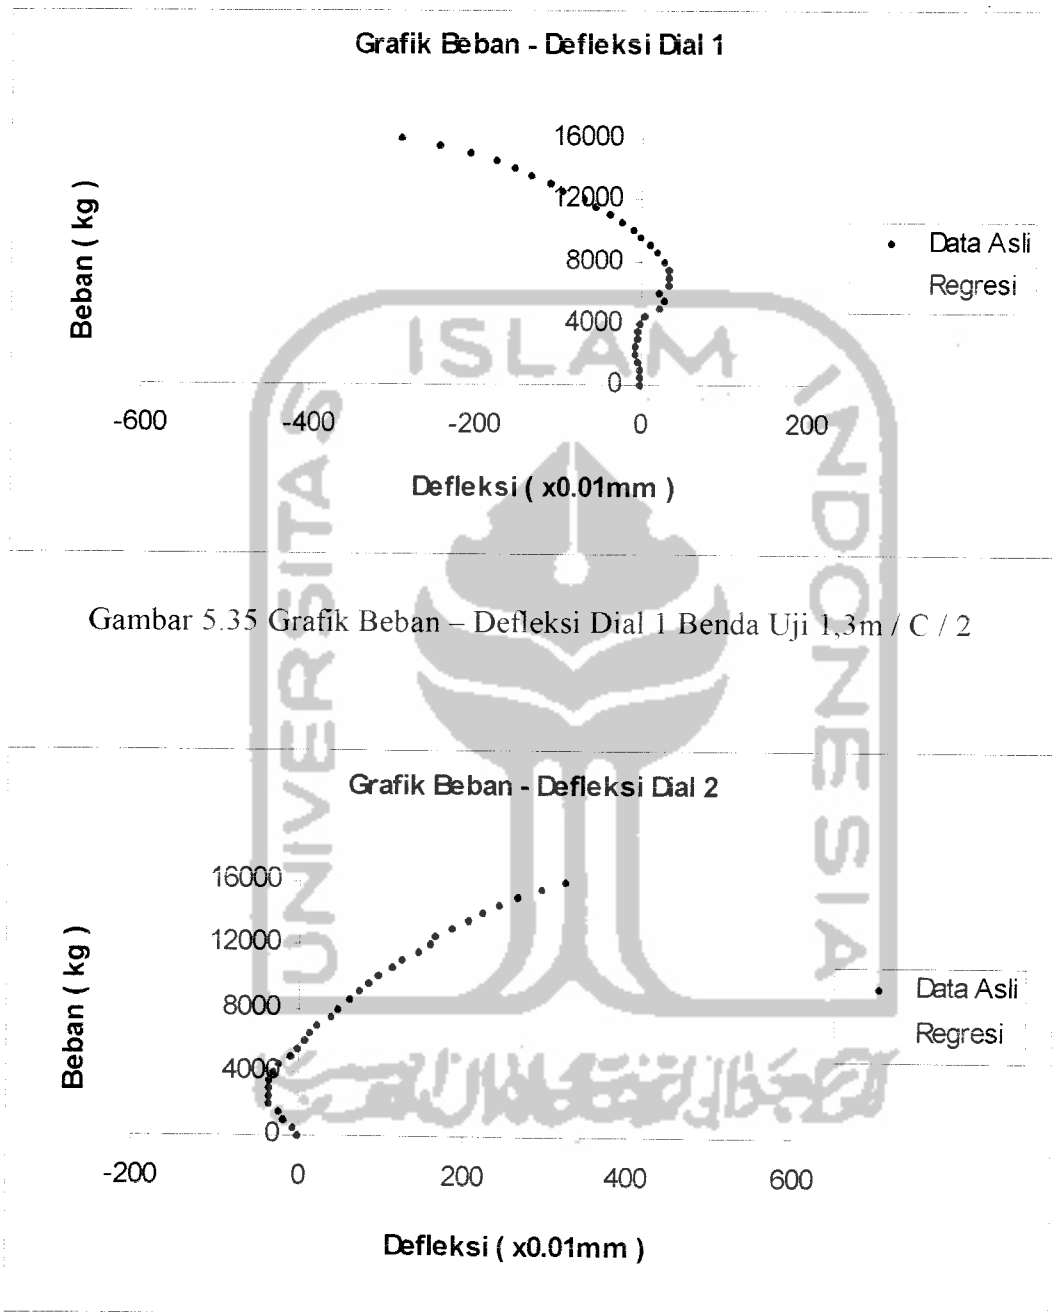 Grafik Beban - Defleksi Dial 1
16000
12000
8000
4000
0
-600 -400 -200 0 200
Beban ( kg )
Defleksi ( x0.01mm )
Data Asli
Regresi
Gambar 5.35 Grafik Beban – Defleksi Dial 1 Benda Uji 1,3m / C / 2
Grafik Beban - Defleksi Dial 2
16000
12000
8000
4000
0
-200 0 200 400 600
Beban ( kg )
Defleksi ( x0.01mm )
Data Asli
Regresi
UNIVERSITAS
ISLAM
INDONESIA